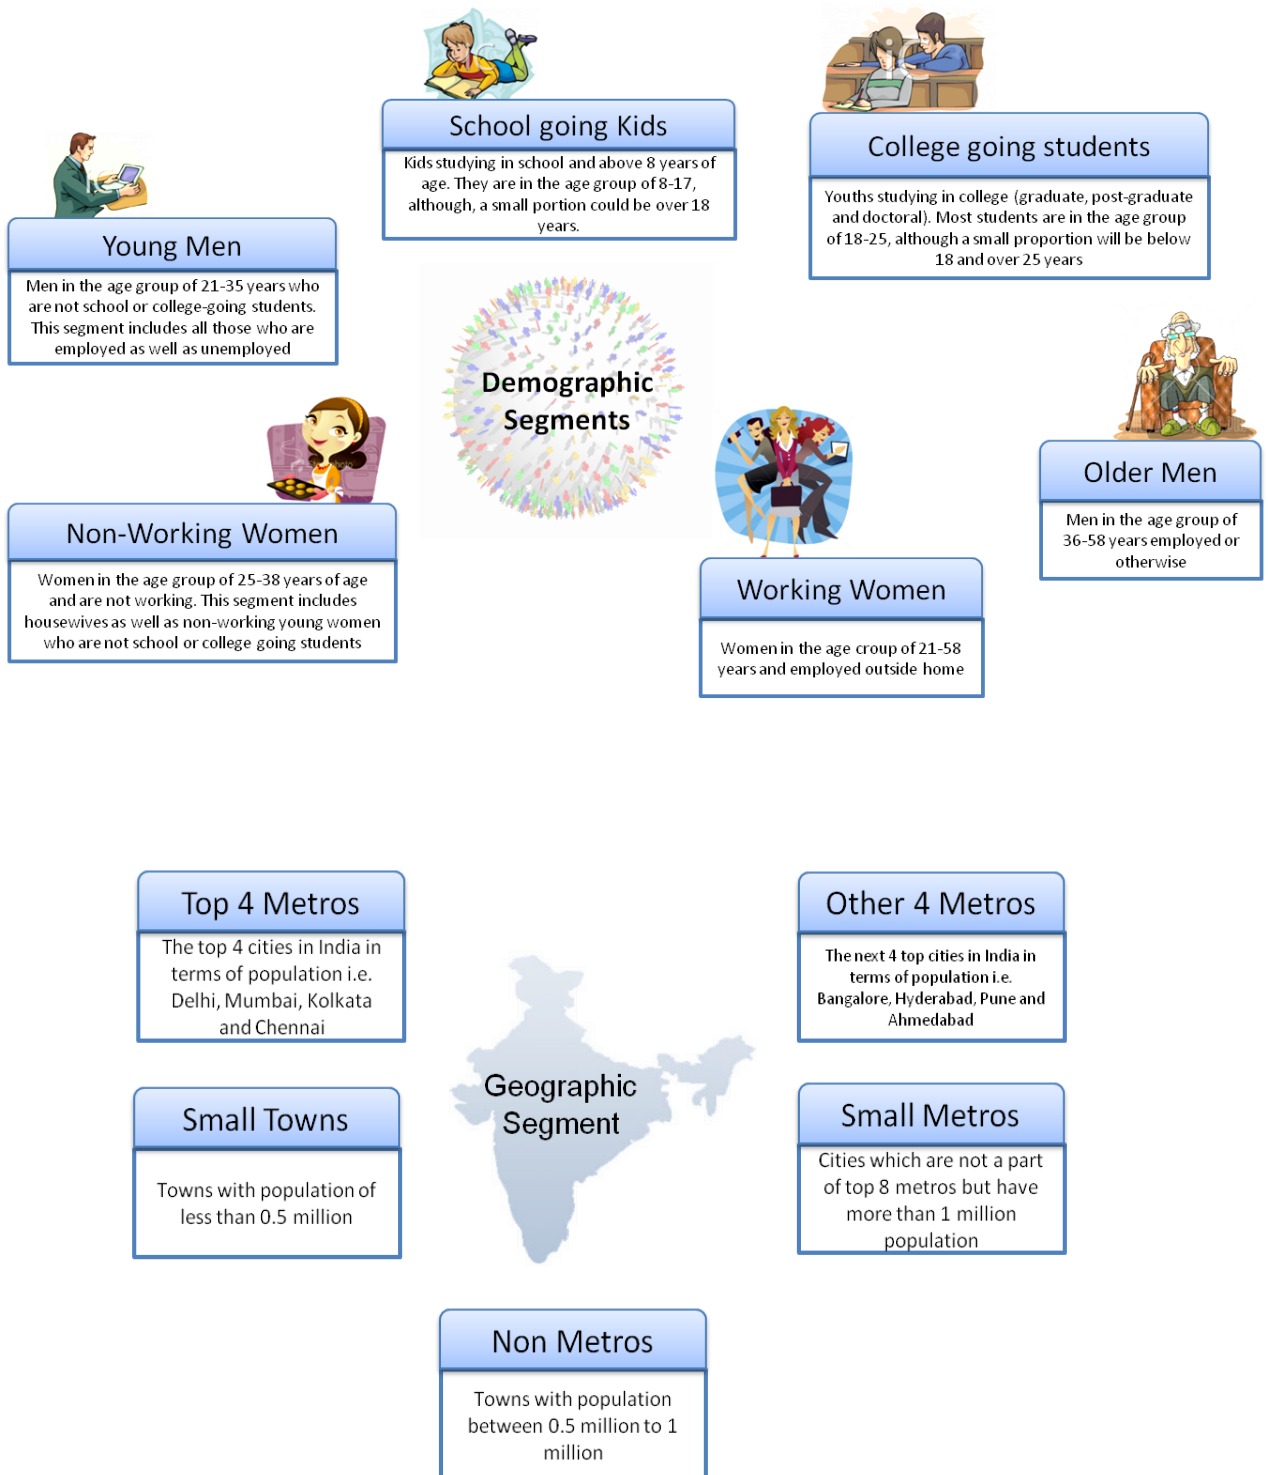 School going Kids
Kids studying in school and above 8 years of
age. They are in the age group of 8-17,
although, a small portion could be over 18
years.
College going students
Youths studying in college (graduate, post-graduate
and doctoral). Most students are in the age group
of 18-25, although a small proportion will be below
18 and over 25 years
Young Men
Men in the age group of 21-35 years who
are not school or college-going students.
This segment includes all those who are
employed as well as unemployed
Demographic
Segments
Older Men
Men in the age group of
36-58 years employed or
otherwise
Non-Working Women
Women in the age group of 25-38 years of age
and are not working. This segment includes
housewives as well as non-working young women
who are not school or college going students
Working Women
Women in the age croup of 21-58
years and employed outside home
Top 4 Metros
The top 4 cities in India in
terms of population i.e.
Delhi, Mumbai, Kolkata
and Chennai
Other 4 Metros
The next 4 top cities in India in
terms of population i.e.
Bangalore, Hyderabad, Pune and
Ahmedabad
Geographic
Segment
Small Towns
Towns with population of
less than 0.5 million
Small Metros
Cities which are not a part
of top 8 metros but have
more than 1 million
population
Non Metros
Towns with population
between 0.5 million to 1
million